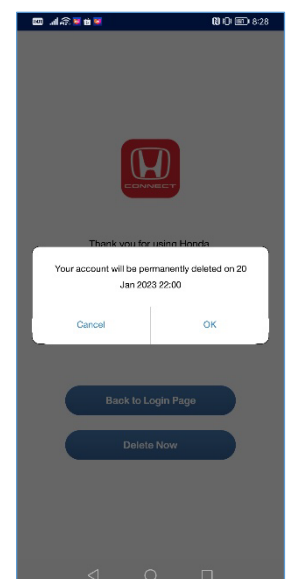 8:28
CONNECT
Thank you for using Honda
Your account will be permanently deleted on 20
Jan 2023 22:00
Cancel
OK
Back to Login Page
Delete Now